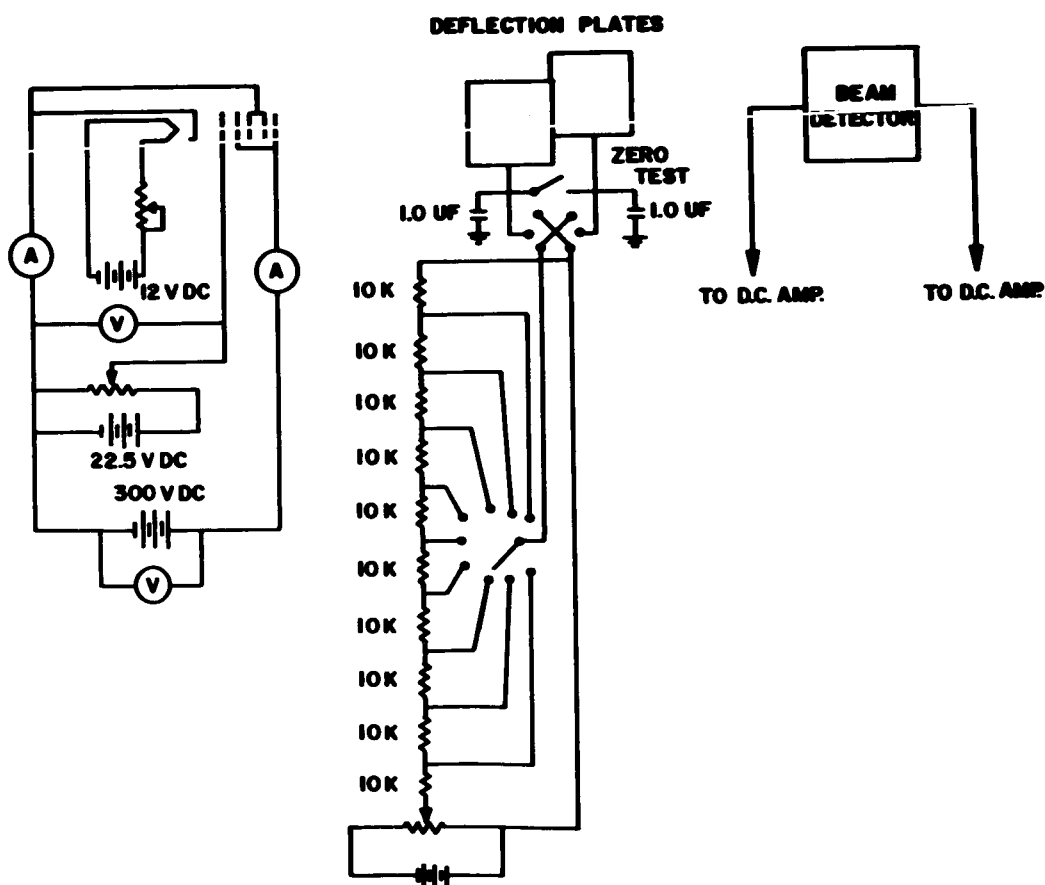 DEFLECTION PLATES
BEAM
DETECTOR
ZERO
TEST
1.0 UF
1.0 UF
A
A
12 V DC
V
22.5 V DC
300 V DC
V
TO D.C. AMP.
TO D.C. AMP.
10 K
10 K
10 K
10 K
10 K
10 K
10 K
10 K
10 K
10 K